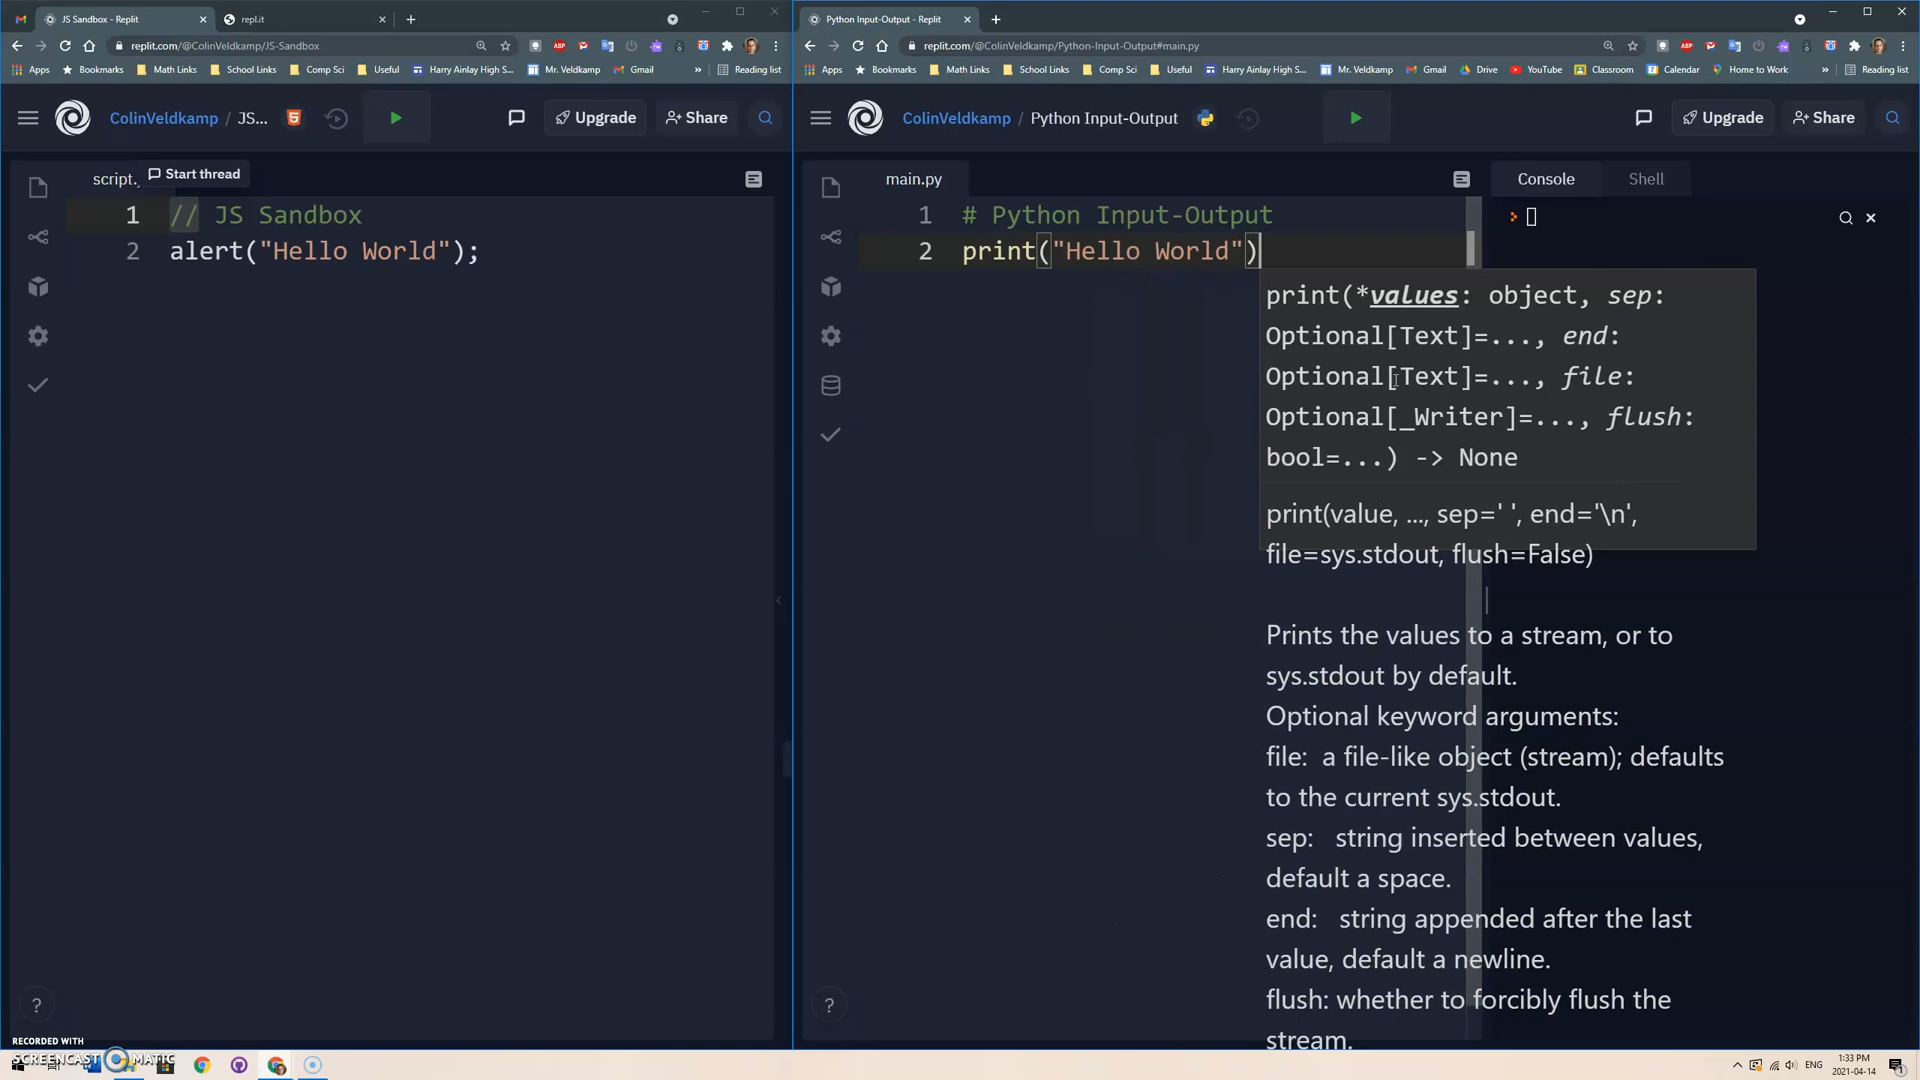 JS Sandbox - Replit
repl.it
Python Input-Output - Replit
replit.com/@ColinVeldkamp/JS-Sandbox
replit.com/@ColinVeldkamp/Python-Input-Output#main.py
Apps Bookmarks Math Links School Links Comp Sci Useful Harry Ainlay High S... Mr. Veldkamp Gmail » Reading list
Apps Bookmarks Math Links School Links Comp Sci Useful Harry Ainlay High S... Mr. Veldkamp Gmail Drive YouTube Classroom Calendar Home to Work » Reading list
ColinVeldkamp / JS... Upgrade Share
ColinVeldkamp / Python Input-Output Upgrade Share
script.
Start thread
1 // JS Sandbox
2 alert("Hello World");
main.py
1 # Python Input-Output
2 print("Hello World")
Console Shell
print(*values: object, sep:
Optional[Text]=..., end:
Optional[Text]=..., file:
Optional[_Writer]=..., flush:
bool=...) -> None
print(value, ..., sep=' ', end='\n',
file=sys.stdout, flush=False)
Prints the values to a stream, or to
sys.stdout by default.
Optional keyword arguments:
file: a file-like object (stream); defaults
to the current sys.stdout.
sep: string inserted between values,
default a space.
end: string appended after the last
value, default a newline.
flush: whether to forcibly flush the
stream.
?
?
RECORDED WITH
SCREENCAST MATIC
ENG
1:33 PM
2021-04-14